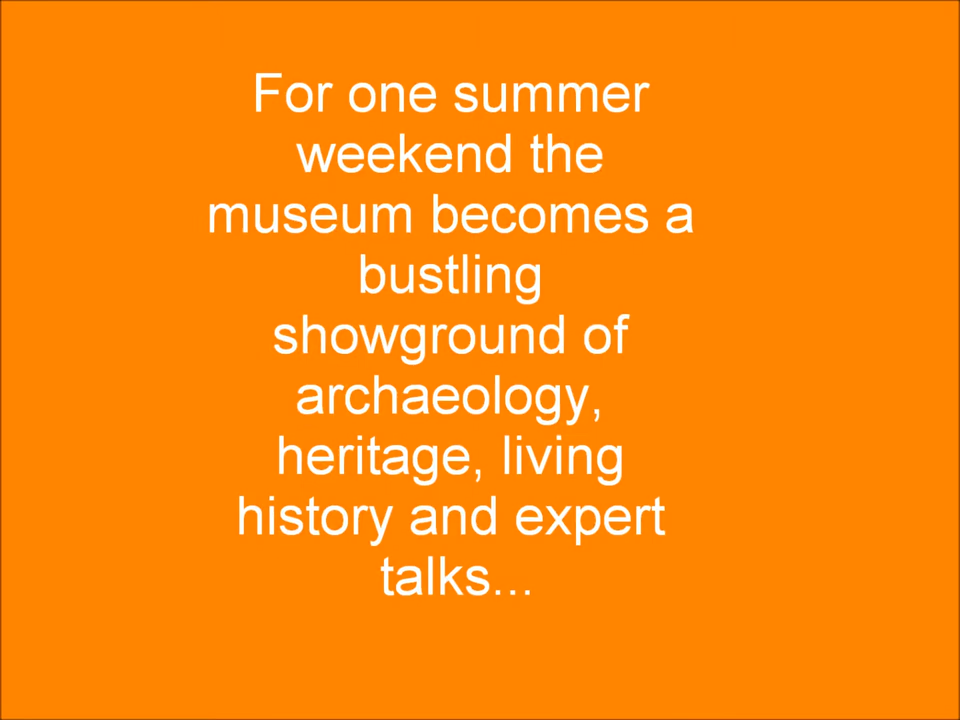 For one summer
weekend the
museum becomes a
bustling
showground of
archaeology,
heritage, living
history and expert
talks...